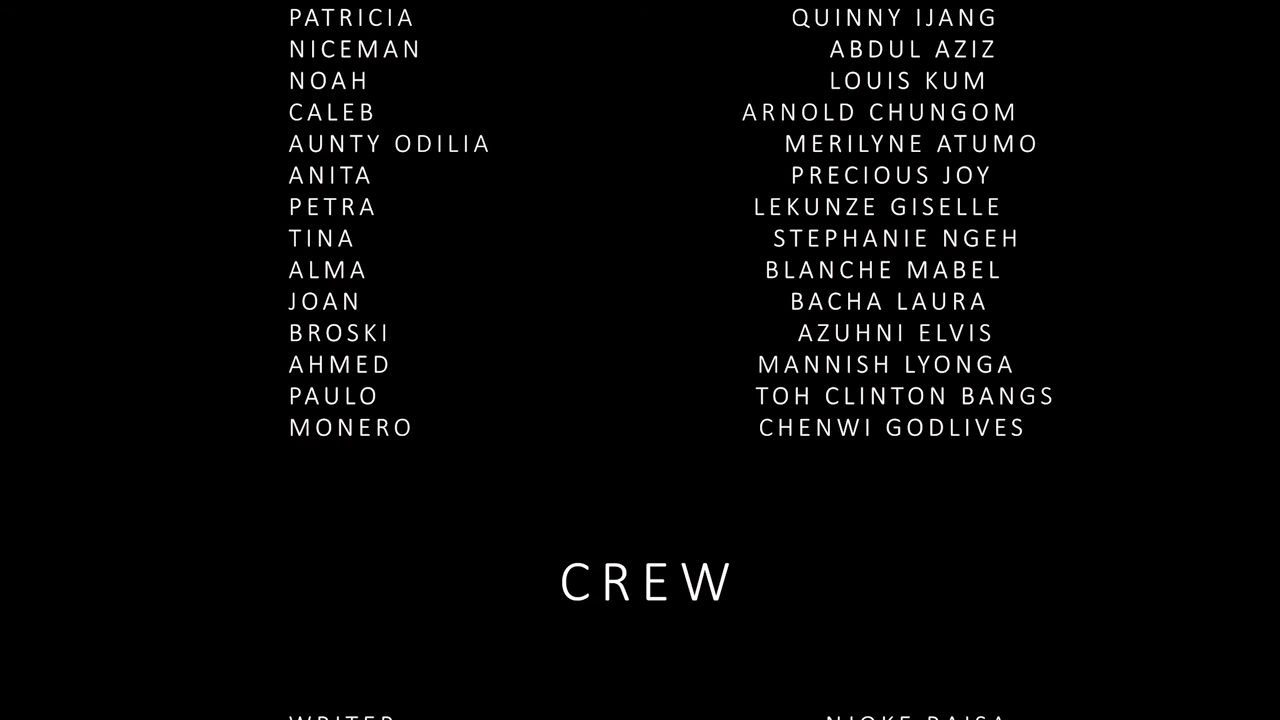 PATRICIA QUINNY IJANG
NICEMAN ABDUL AZIZ
NOAH LOUIS KUM
CALEB ARNOLD CHUNGOM
AUNTY ODILIA MERILYNE ATUMO
ANITA PRECIOUS JOY
PETRA LEKUNZE GISELLE
TINA STEPHANIE NGEH
ALMA BLANCHE MABEL
JOAN BACHA LAURA
BROSKI AZUHNI ELVIS
AHMED MANNISH LYONGA
PAULO TOH CLINTON BANGS
MONERO CHENWI GODLIVES
CREW
WRITER